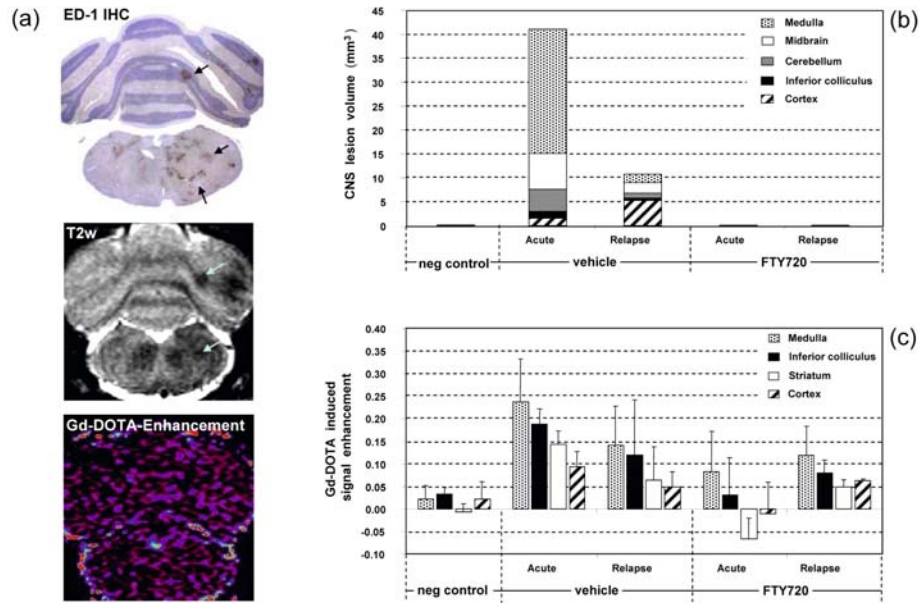 (a)
ED-1 IHC
T2w
Gd-DOTA-Enhancement
(b)
CNS lesion volume (mm³)
45
40
35
30
25
20
15
10
5
0
Medulla
Midbrain
Cerebellum
Inferior colliculus
Cortex
Acute Relapse Acute Relapse
neg control vehicle FTY720
(c)
Gd-DOTA induced
signal enhancement
0.40
0.35
0.30
0.25
0.20
0.15
0.10
0.05
0.00
-0.05
-0.10
Medulla
Inferior colliculus
Striatum
Cortex
Acute Relapse Acute Relapse
neg control vehicle FTY720